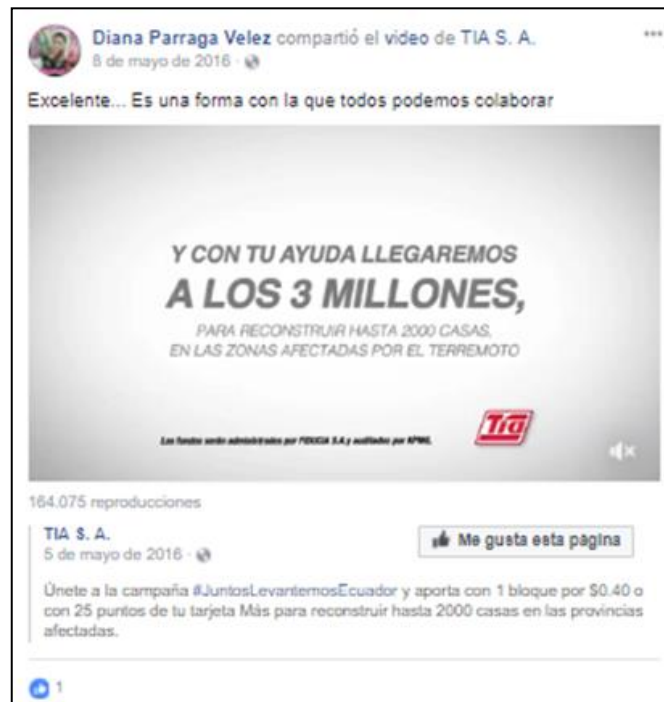 Diana Parraga Velez compartió el video de TIA S. A.
8 de mayo de 2016
Excelente... Es una forma con la que todos podemos colaborar
Y CON TU AYUDA LLEGAREMOS
A LOS 3 MILLONES,
PARA RECONSTRUIR HASTA 2000 CASAS,
EN LAS ZONAS AFECTADAS POR EL TERREMOTO
Los fondos serán administrados por FIDUCIA S.A. y auditados por KPMG.
Tía
164.075 reproducciones
TIA S. A.
5 de mayo de 2016
Me gusta esta página
Únete a la campaña #JuntosLevantemosEcuador y aporta con 1 bloque por $0.40 o
con 25 puntos de tu tarjeta Más para reconstruir hasta 2000 casas en las provincias
afectadas.
1